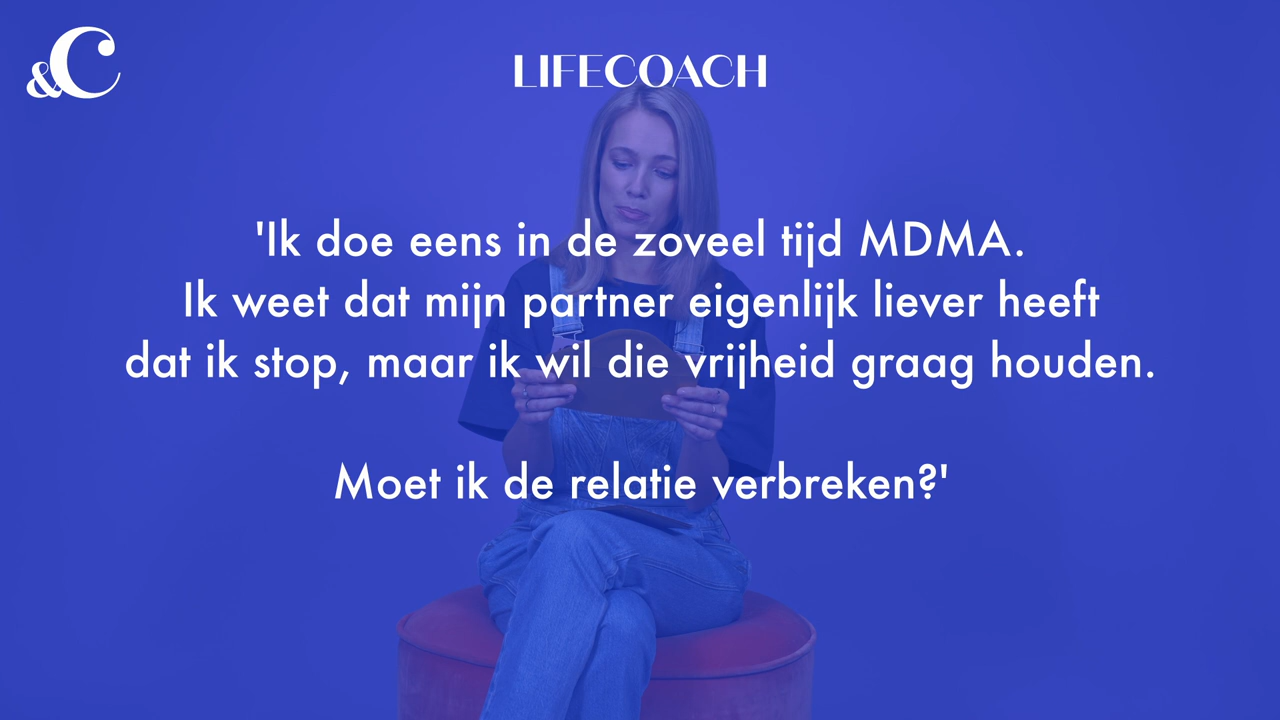 &C
LIFECOACH
'Ik doe eens in de zoveel tijd MDMA.
Ik weet dat mijn partner eigenlijk liever heeft
dat ik stop, maar ik wil die vrijheid graag houden.
Moet ik de relatie verbreken?'